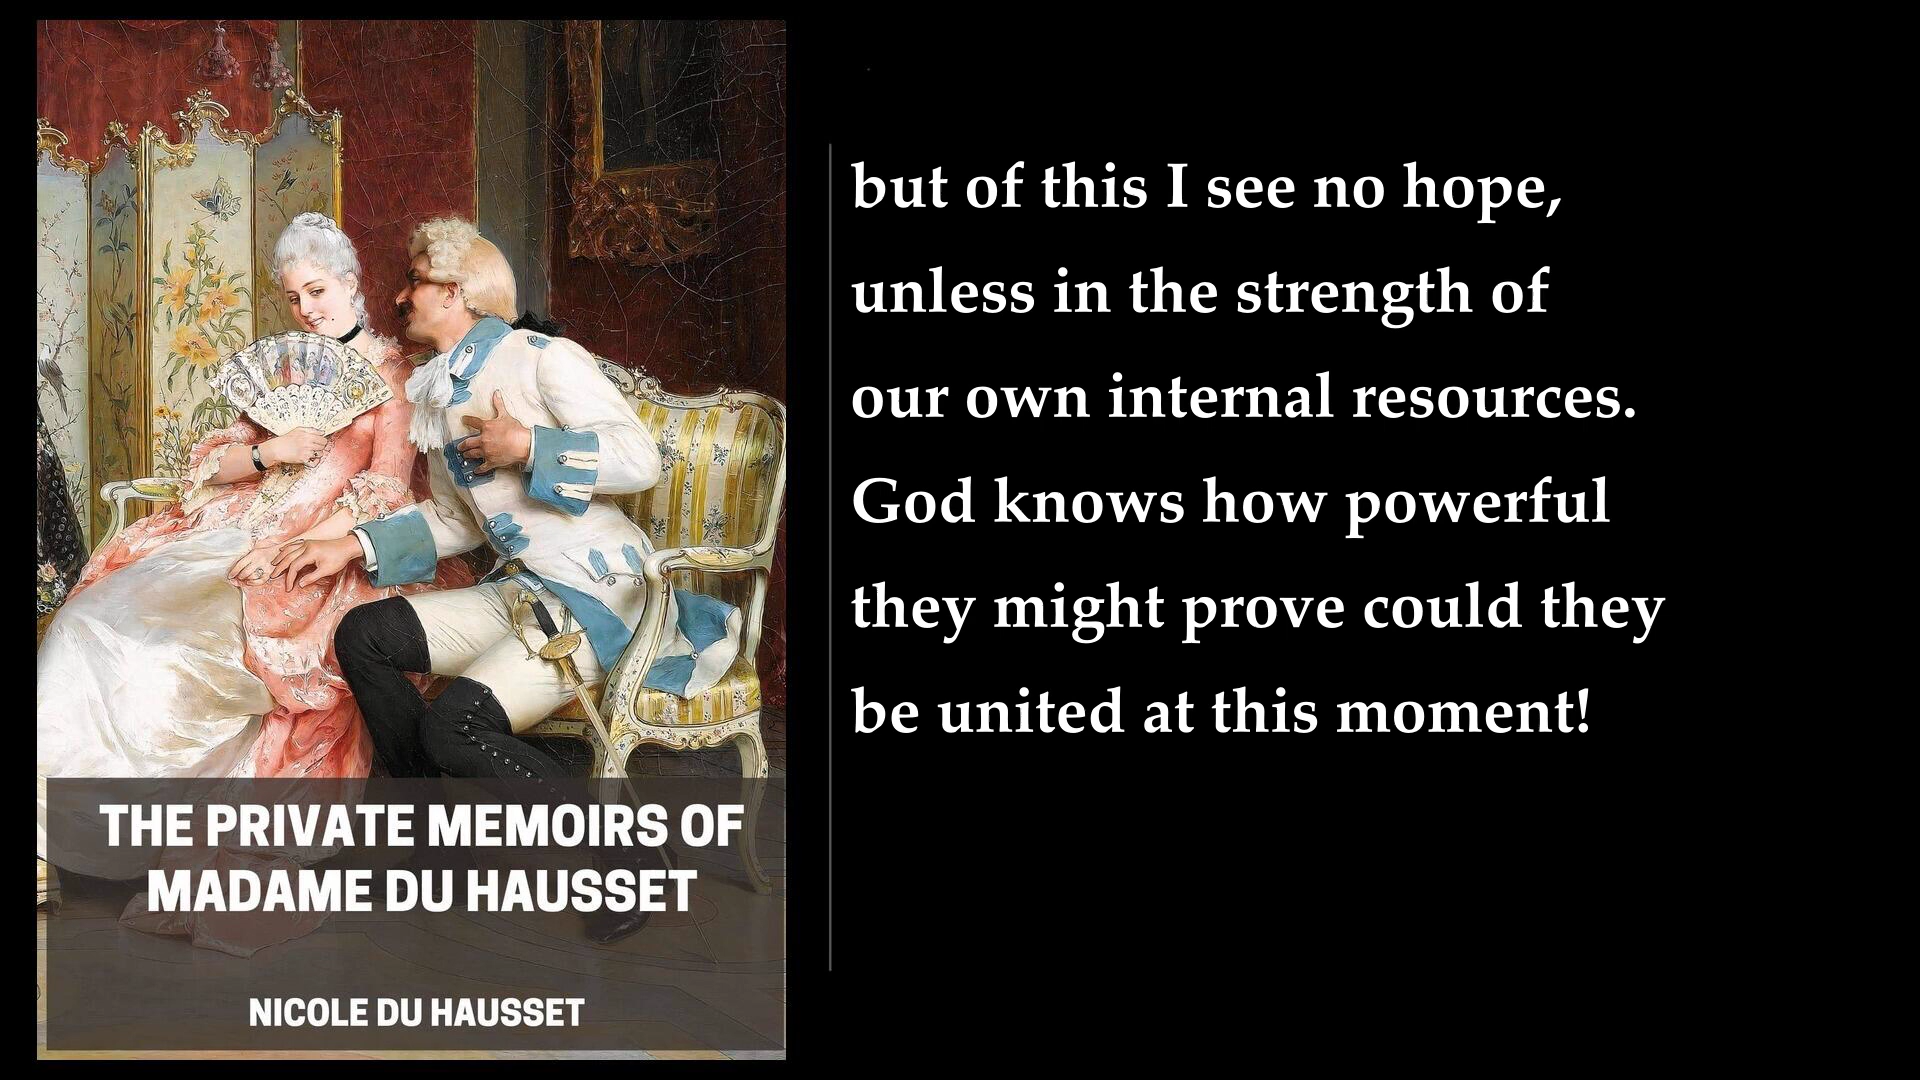 but of this I see no hope,
unless in the strength of
our own internal resources.
God knows how powerful
they might prove could they
be united at this moment!
THE PRIVATE MEMOIRS OF
MADAME DU HAUSSET
NICOLE DU HAUSSET